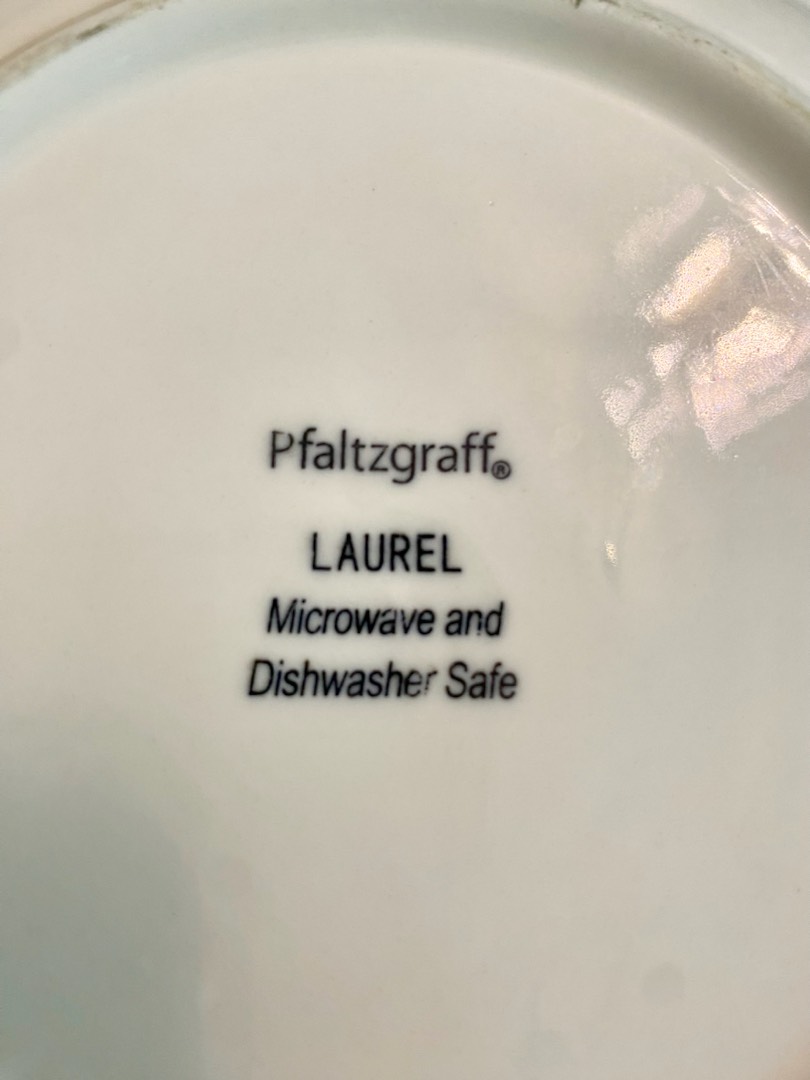 Pfaltzgraff®
LAUREL
Microwave and
Dishwasher Safe